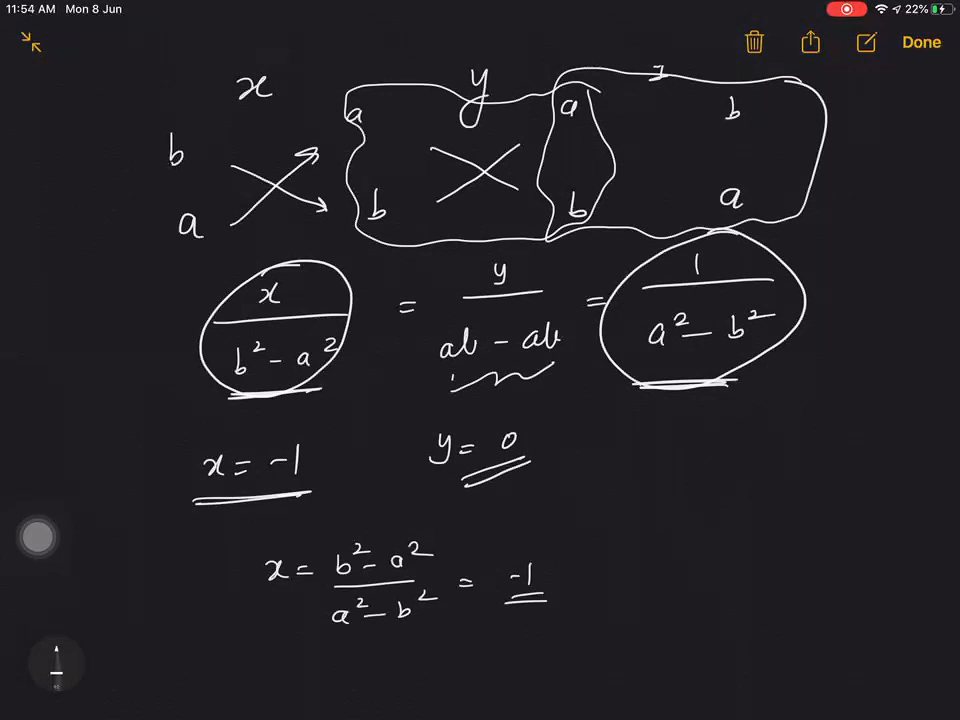 11:54 AM Mon 8 Jun 22%
Done
x y 1
b a a b
a b b a
x/(b² - a²) = y/(ab - ab) = 1/(a² - b²)
x = -1 y = 0
x = (b² - a²)/(a² - b²) = -1